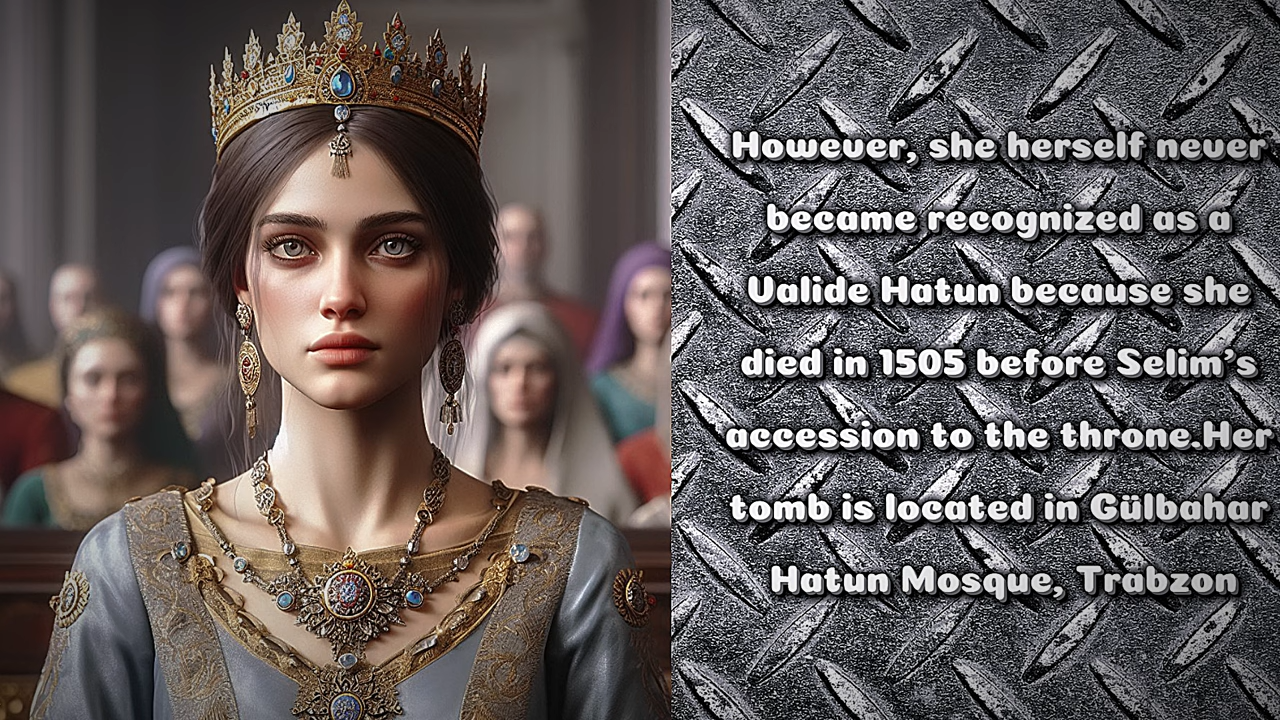 However, she herself never
became recognized as a
Valide Hatun because she
died in 1505 before Selim's
accession to the throne.Her
tomb is located in Gülbahar
Hatun Mosque, Trabzon